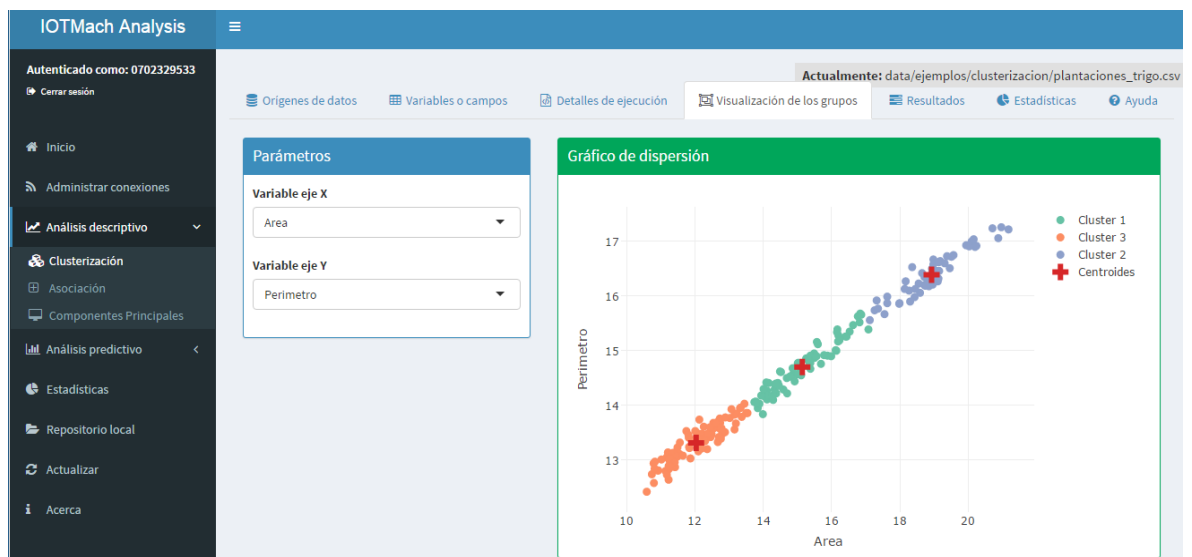 IOTMach Analysis
Autenticado como: 0702329533
Cerrar sesión
Inicio
Administrar conexiones
Análisis descriptivo
Clusterización
Asociación
Componentes Principales
Análisis predictivo
Estadísticas
Repositorio local
Actualizar
Acerca
Actualmente: data/ejemplos/clusterizacion/plantaciones_trigo.csv
Orígenes de datos Variables o campos Detalles de ejecución Visualización de los grupos Resultados Estadísticas Ayuda
Parámetros
Variable eje X
Area
Variable eje Y
Perimetro
Gráfico de dispersión
Cluster 1
Cluster 3
Cluster 2
Centroides
Perimetro
17
16
15
14
13
10 12 14 16 18 20
Area